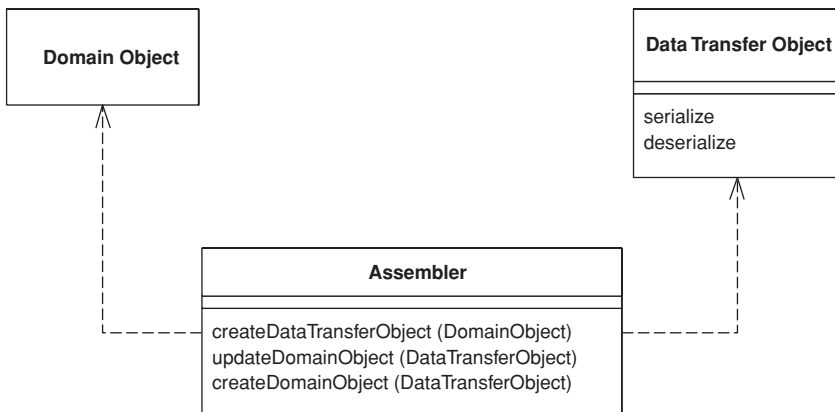 Domain Object
Data Transfer Object
serialize
deserialize
Assembler
createDataTransferObject (DomainObject)
updateDomainObject (DataTransferObject)
createDomainObject (DataTransferObject)